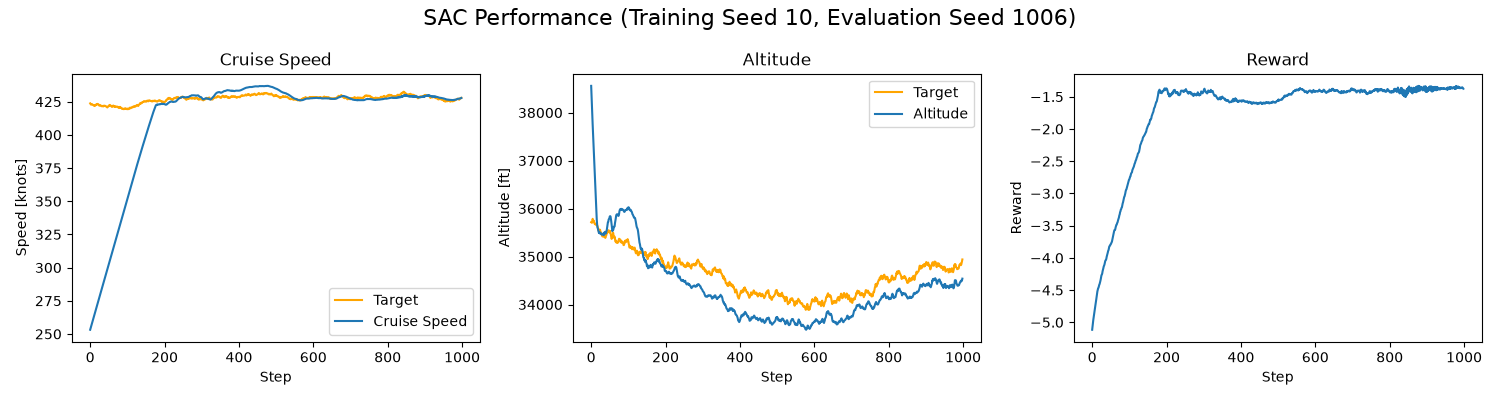 SAC Performance (Training Seed 10, Evaluation Seed 1006)
Cruise Speed
Speed [knots]
425
400
375
350
325
300
275
250
0 200 400 600 800 1000
Step
Target
Cruise Speed
Altitude
Altitude [ft]
38000
37000
36000
35000
34000
0 200 400 600 800 1000
Step
Target
Altitude
Reward
Reward
−1.5
−2.0
−2.5
−3.0
−3.5
−4.0
−4.5
−5.0
0 200 400 600 800 1000
Step